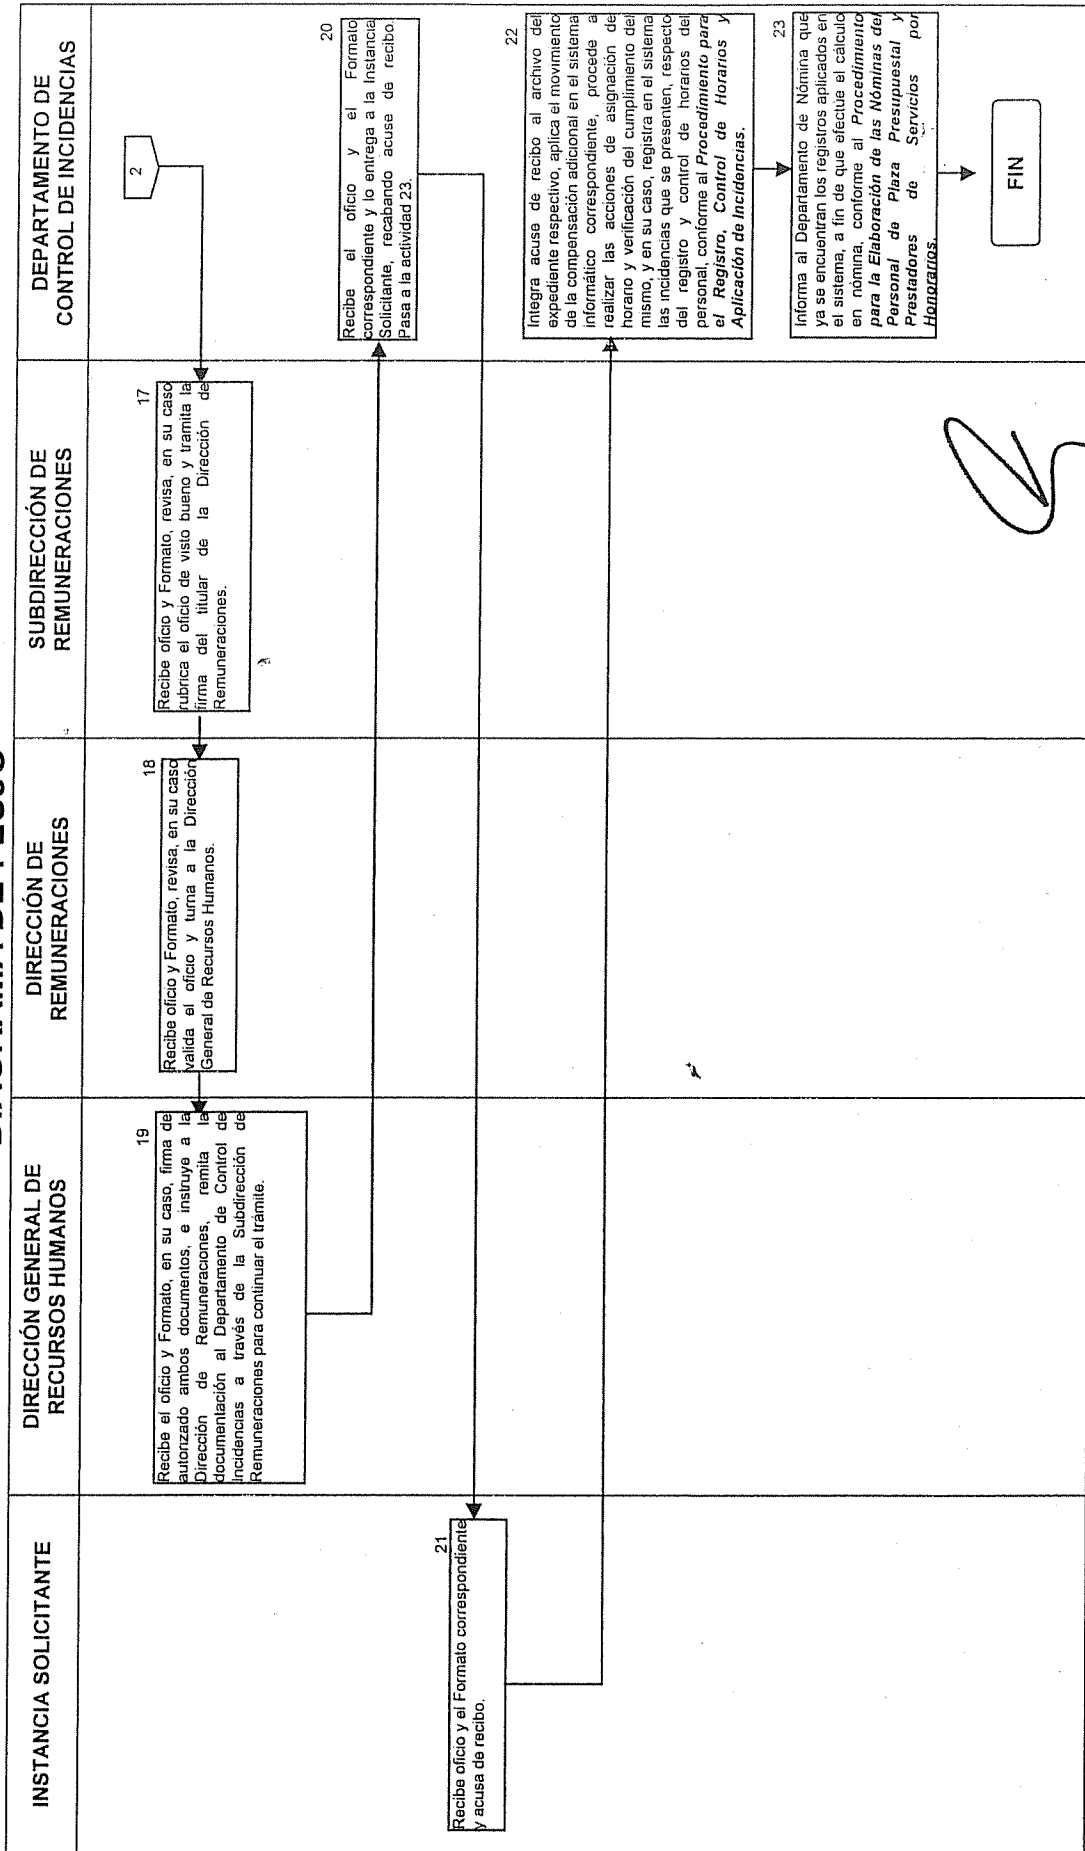 DIAGRAMA DE FLUJO
INSTANCIA SOLICITANTE
DIRECCIÓN GENERAL DE
RECURSOS HUMANOS
DIRECCIÓN DE
REMUNERACIONES
SUBDIRECCIÓN DE
REMUNERACIONES
DEPARTAMENTO DE
CONTROL DE INCIDENCIAS
2
17
Recibe oficio y Formato, revisa, en su caso
rubrica el oficio de visto bueno y tramita la
firma del titular de la Dirección de
Remuneraciones.
18
Recibe oficio y Formato, revisa, en su caso
valida el oficio y turna a la Dirección
General de Recursos Humanos.
19
Recibe el oficio y Formato, en su caso, firma de
autorizado ambos documentos, e instruye a la
Dirección de Remuneraciones, remita la
documentación al Departamento de Control de
Incidencias a través de la Subdirección de
Remuneraciones para continuar el trámite.
20
Recibe el oficio y el Formato
correspondiente y lo entrega a la Instancia
Solicitante, recabando acuse de recibo.
Pasa a la actividad 23.
21
Recibe oficio y el Formato correspondiente
y acusa de recibo.
22
Integra acuse de recibo al archivo del
expediente respectivo, aplica el movimiento
de la compensación adicional en el sistema
informático correspondiente, procede a
realizar las acciones de asignación de
horario y verificación del cumplimiento del
mismo, y en su caso, registra en el sistema
las incidencias que se presenten, respecto
del registro y control de horarios del
personal, conforme al Procedimiento para
el Registro, Control de Horarios y
Aplicación de Incidencias.
23
Informa al Departamento de Nómina que
ya se encuentran los registros aplicados en
el sistema, a fin de que efectúe el cálculo
en nómina, conforme al Procedimiento
para la Elaboración de las Nóminas del
Personal de Plaza Presupuestal y
Prestadores de Servicios por
Honorarios.
FIN